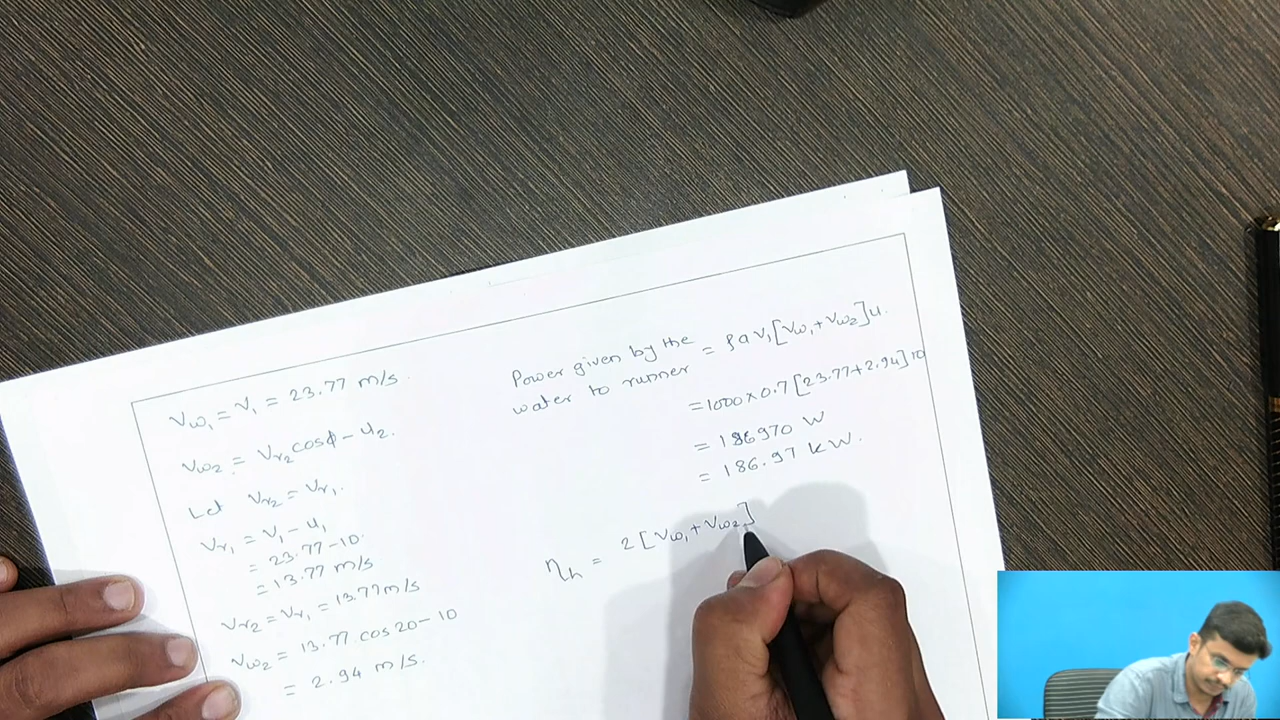 Vw₁ = V₁ = 23.77 m/s.
Vw₂ = Vr₂ cosϕ - u₂.
Let Vr₂ = Vr₁.
Vr₁ = V₁ - u₁
= 23.77 - 10.
= 13.77 m/s
Vr₂ = Vr₁ = 13.77 m/s
Vw₂ = 13.77 cos 20 - 10
= 2.94 m/s.
Power given by the
water to runner = ρ a V₁ [Vw₁ + Vw₂] u.
= 1000 × 0.7 [23.77 + 2.94] 10
= 186970 W
= 186.97 kW.
ηh = 2 [Vw₁ + Vw₂]